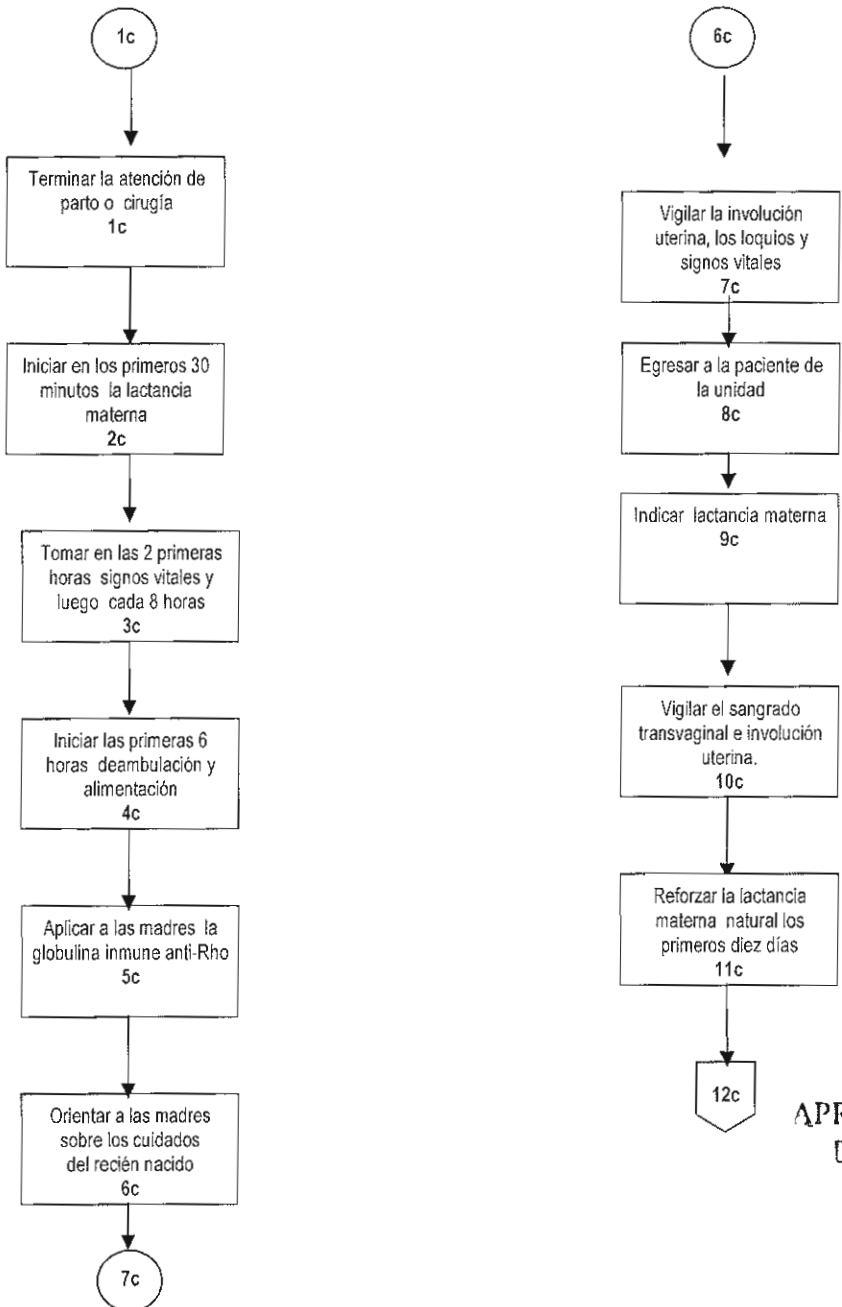 1c
Terminar la atención de
parto o cirugía
1c
Iniciar en los primeros 30
minutos la lactancia
materna
2c
Tomar en las 2 primeras
horas signos vitales y
luego cada 8 horas
3c
Iniciar las primeras 6
horas deambulación y
alimentación
4c
Aplicar a las madres la
globulina inmune anti-Rho
5c
Orientar a las madres
sobre los cuidados
del recién nacido
6c
7c
6c
Vigilar la involución
uterina, los loquios y
signos vitales
7c
Egresar a la paciente de
la unidad
8c
Indicar lactancia materna
9c
Vigilar el sangrado
transvaginal e involución
uterina.
10c
Reforzar la lactancia
materna natural los
primeros diez días
11c
12c